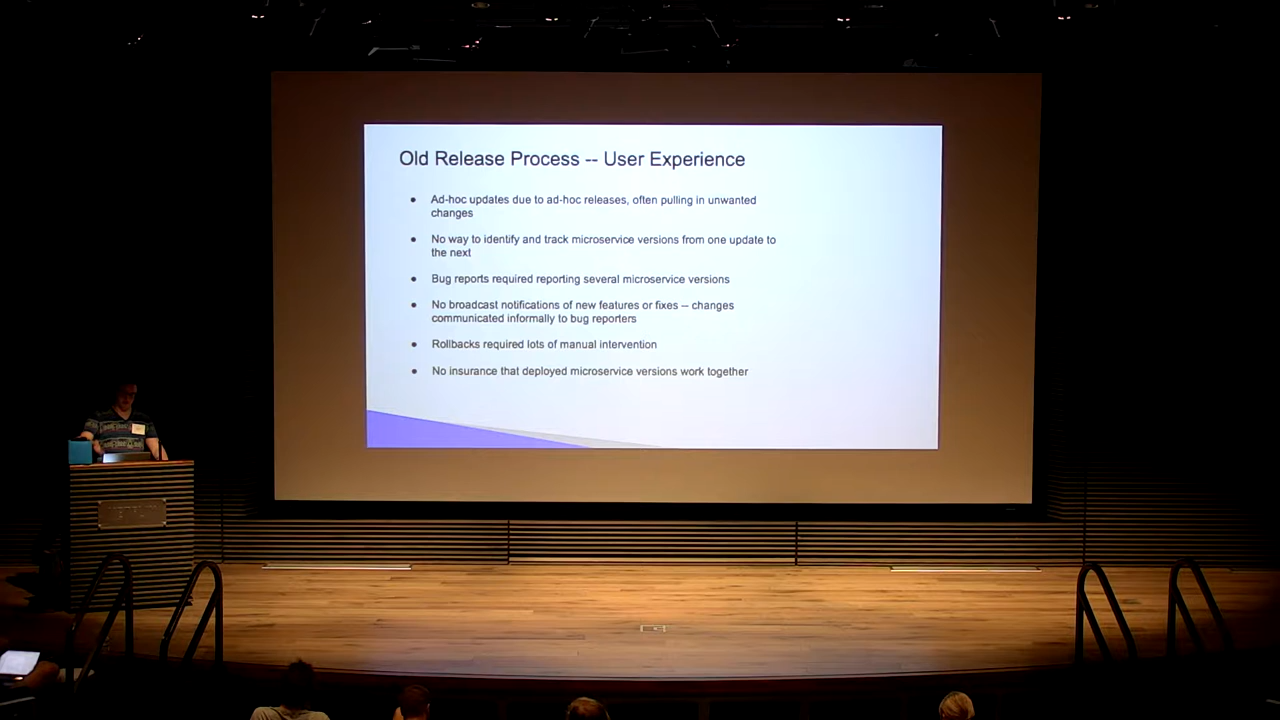 Old Release Process -- User Experience
● Ad-hoc updates due to ad-hoc releases, often pulling in unwanted
changes
● No way to identify and track microservice versions from one update to
the next
● Bug reports required reporting several microservice versions
● No broadcast notifications of new features or fixes -- changes
communicated informally to bug reporters
● Rollbacks required lots of manual intervention
● No insurance that deployed microservice versions work together